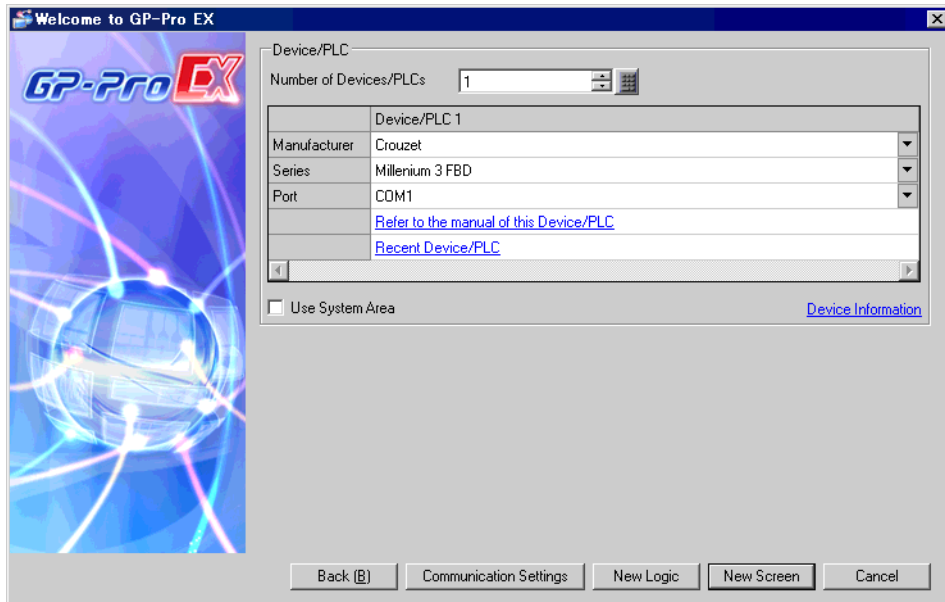 Welcome to GP-Pro EX
GP-Pro EX
Device/PLC
Number of Devices/PLCs 1
Device/PLC 1
Manufacturer Crouzet
Series Millenium 3 FBD
Port COM1
Refer to the manual of this Device/PLC
Recent Device/PLC
Use System Area Device Information
Back (B) Communication Settings New Logic New Screen Cancel